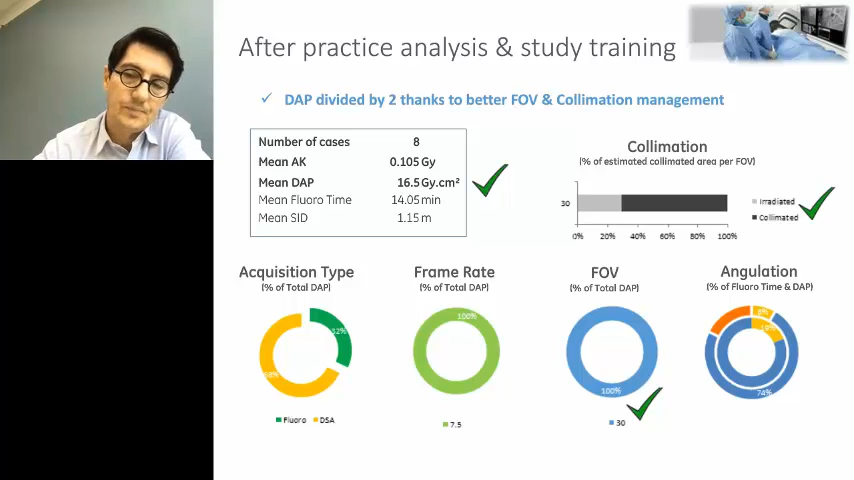 After practice analysis & study training
✓ DAP divided by 2 thanks to better FOV & Collimation management
Number of cases 8
Mean AK 0.105 Gy
Mean DAP 16.5 Gy.cm²
Mean Fluoro Time 14.05 min
Mean SID 1.15 m
Collimation
(% of estimated collimated area per FOV)
30
Irradiated
Collimated
0% 20% 40% 60% 80% 100%
Acquisition Type
(% of Total DAP)
Fluoro DSA
Frame Rate
(% of Total DAP)
100%
7.5
FOV
(% of Total DAP)
100%
30
Angulation
(% of Fluoro Time & DAP)
74%